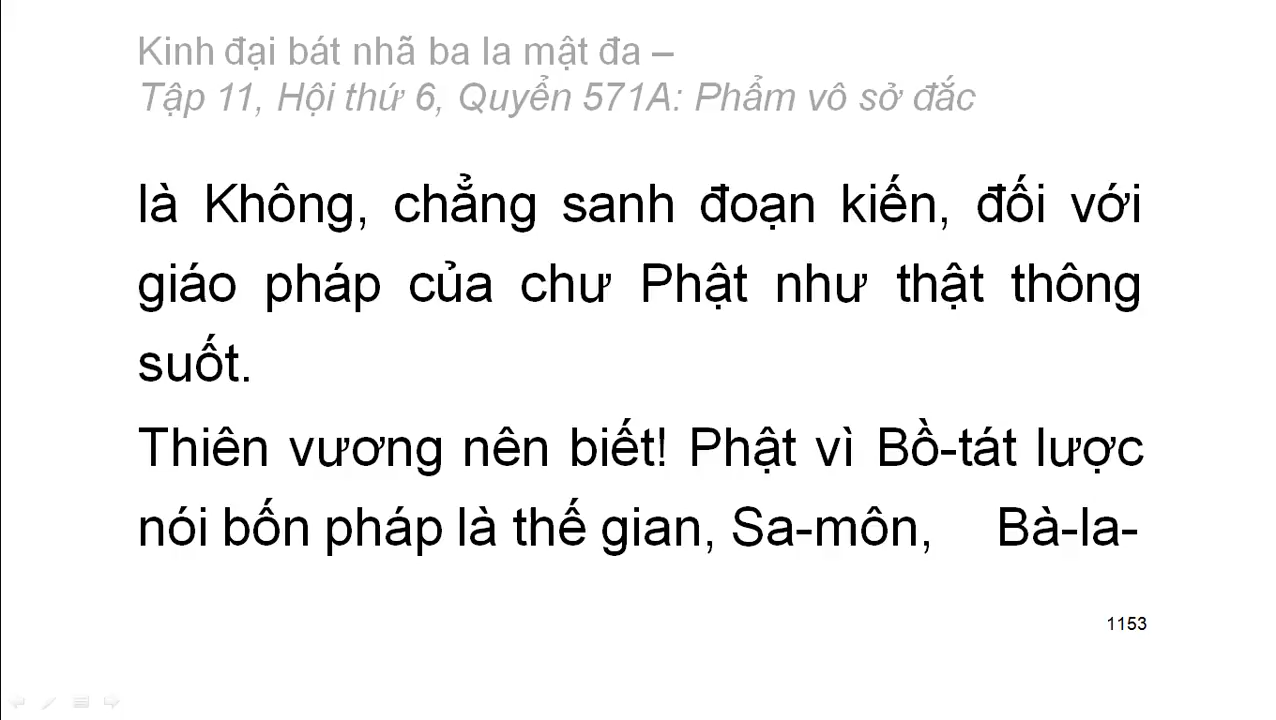 Kinh đại bát nhã ba la mật đa –
Tập 11, Hội thứ 6, Quyển 571A: Phẩm vô sở đắc
là Không, chẳng sanh đoạn kiến, đối với
giáo pháp của chư Phật như thật thông
suốt.
Thiên vương nên biết! Phật vì Bồ-tát lược
nói bốn pháp là thế gian, Sa-môn, Bà-la-
1153